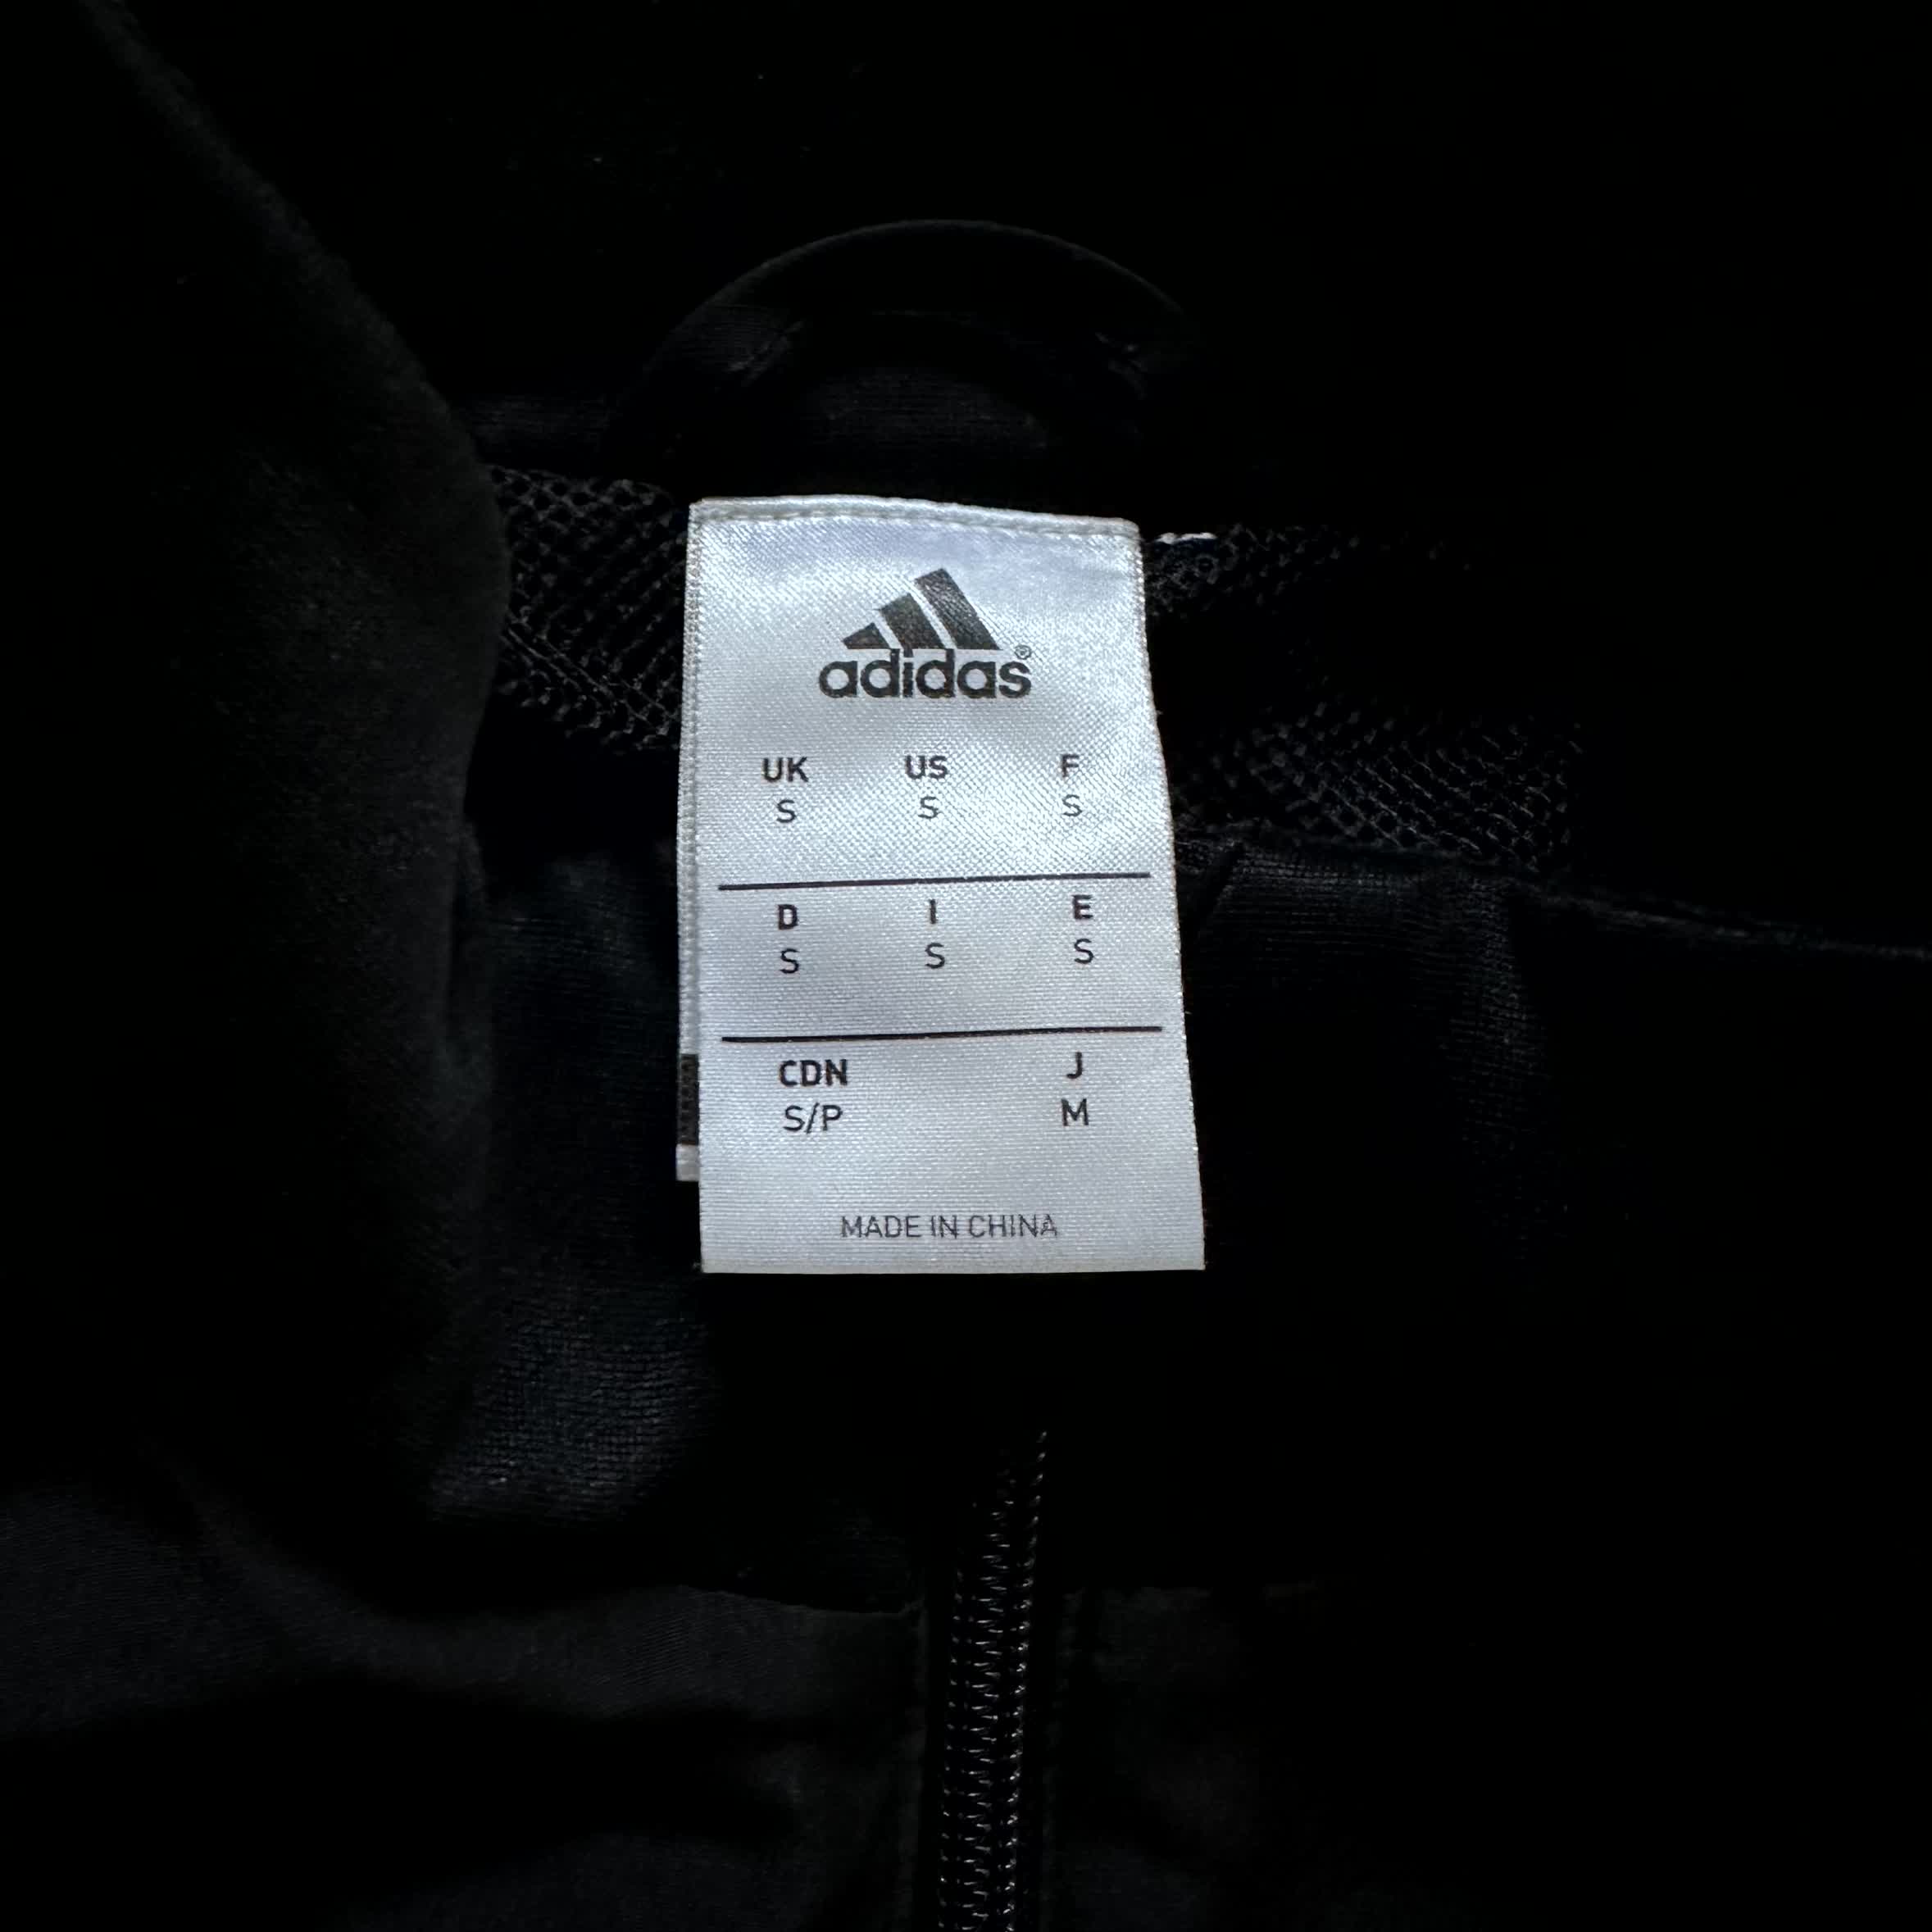 adidas®
UK US F
S S S
D I E
S S S
CDN J
S/P M
MADE IN CHINA